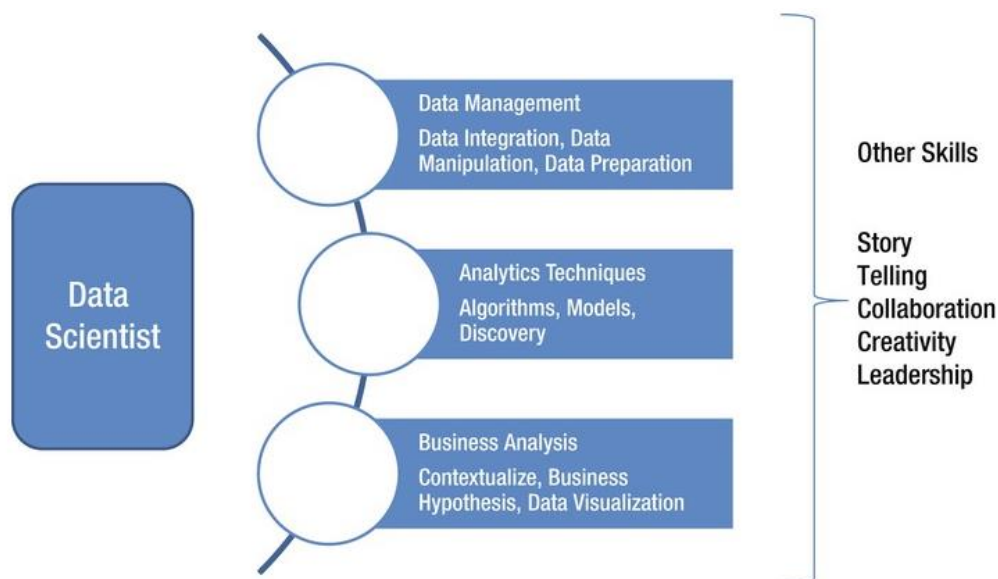 Data
Scientist
Data Management
Data Integration, Data
Manipulation, Data Preparation
Analytics Techniques
Algorithms, Models,
Discovery
Business Analysis
Contextualize, Business
Hypothesis, Data Visualization
Other Skills
Story
Telling
Collaboration
Creativity
Leadership